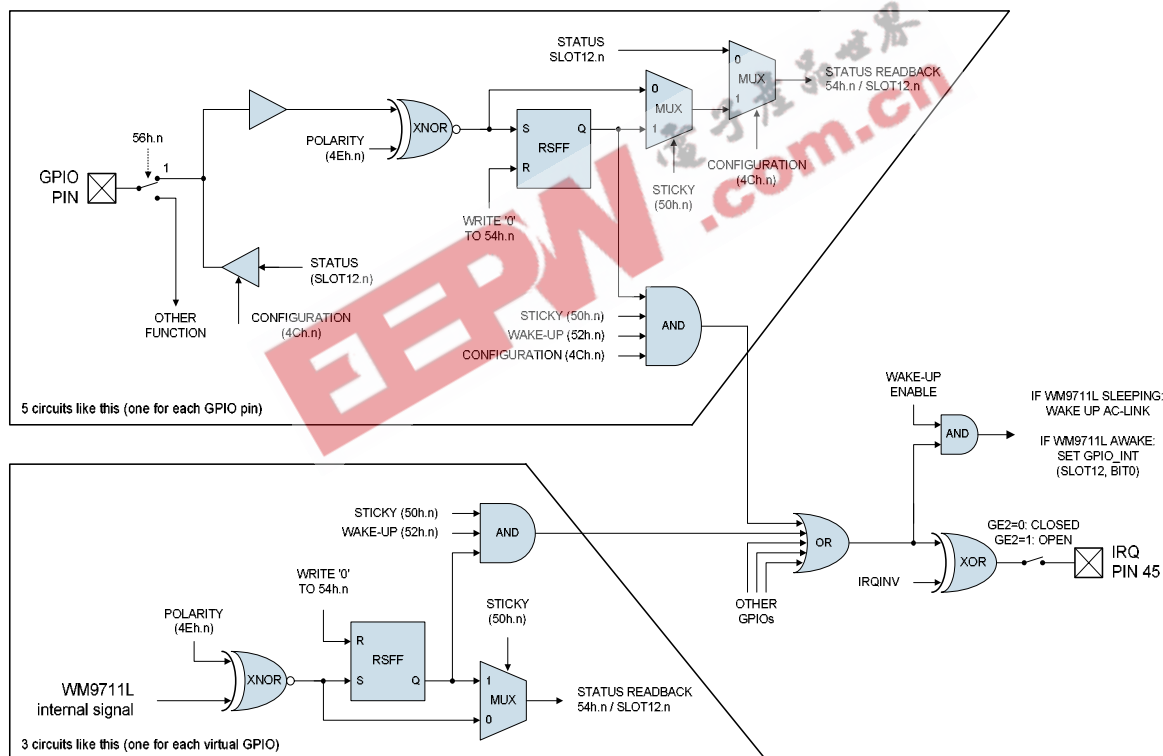 STATUS
SLOT12.n
0
MUX
1
STATUS READBACK
54h.n / SLOT12.n
0
MUX
1
XNOR
POLARITY
(4Eh.n)
S
Q
RSFF
R
56h.n
1
GPIO
PIN
CONFIGURATION
(4Ch.n)
STICKY
(50h.n)
WRITE '0'
TO 54h.n
STATUS
(SLOT12.n)
OTHER
FUNCTION
CONFIGURATION
(4Ch.n)
STICKY (50h.n)
WAKE-UP (52h.n)
CONFIGURATION (4Ch.n)
AND
5 circuits like this (one for each GPIO pin)
電子產品世界
EEPW
.com.cn
WAKE-UP
ENABLE
AND
IF WM9711L SLEEPING:
WAKE UP AC-LINK
IF WM9711L AWAKE:
SET GPIO_INT
(SLOT12, BIT0)
STICKY (50h.n)
WAKE-UP (52h.n)
AND
OR
GE2=0: CLOSED
GE2=1: OPEN
XOR
IRQINV
IRQ
PIN 45
OTHER
GPIOs
WRITE '0'
TO 54h.n
STICKY
(50h.n)
POLARITY
(4Eh.n)
R
RSFF
S
Q
XNOR
1
MUX
0
STATUS READBACK
54h.n / SLOT12.n
WM9711L
internal signal
3 circuits like this (one for each virtual GPIO)